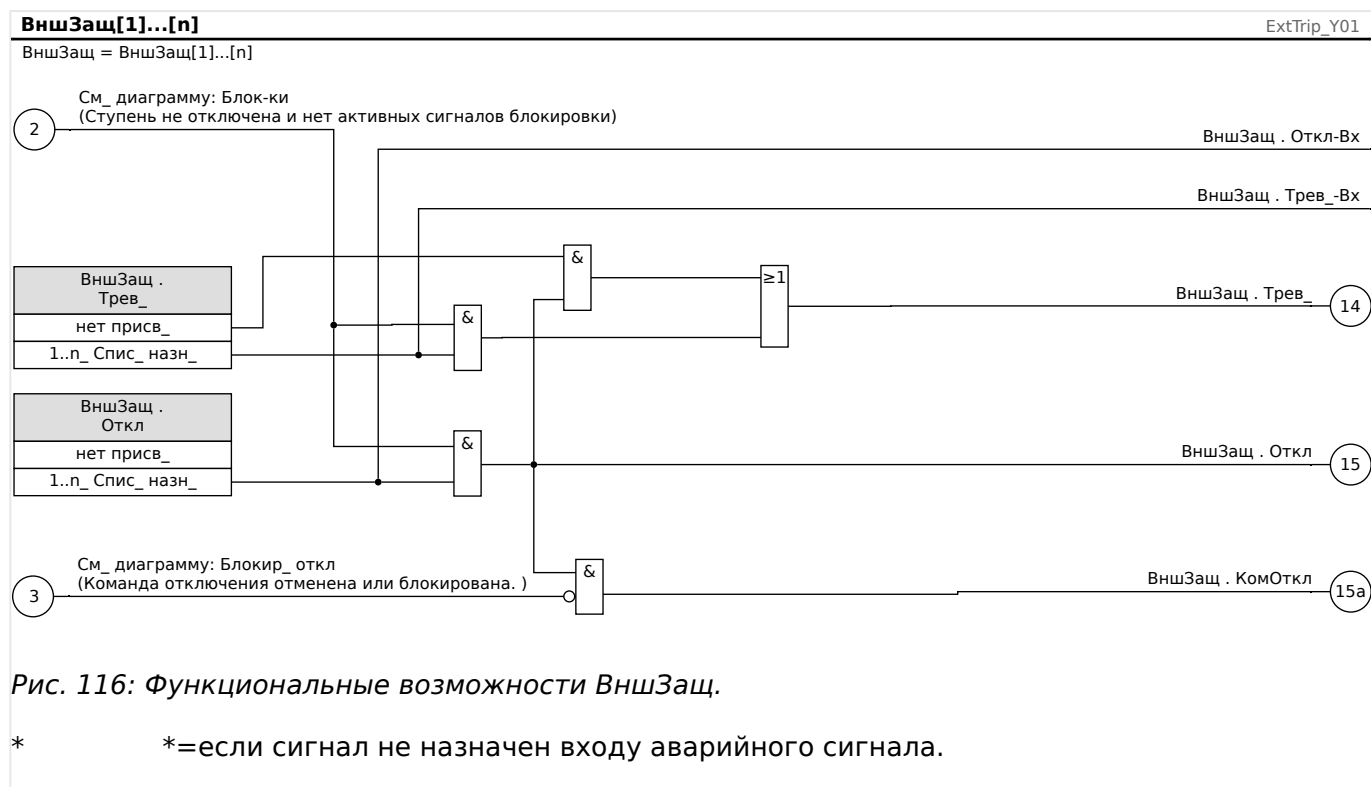 ВншЗащ[1]...[n]
ExtTrip_Y01
ВншЗащ = ВншЗащ[1]...[n]
См_ диаграмму: Блок-ки
(Ступень не отключена и нет активных сигналов блокировки)
2
ВншЗащ . Откл-Вх
ВншЗащ . Трев_-Вх
&
ВншЗащ .
Трев_
нет присв_
1..n_ Спис_ назн_
≥1
&
ВншЗащ . Трев_
14
ВншЗащ .
Откл
нет присв_
1..n_ Спис_ назн_
&
ВншЗащ . Откл
15
См_ диаграмму: Блокир_ откл
(Команда отключения отменена или блокирована. )
3
&
ВншЗащ . КомОткл
15a
Рис. 116: Функциональные возможности ВншЗащ.
* *=если сигнал не назначен входу аварийного сигнала.